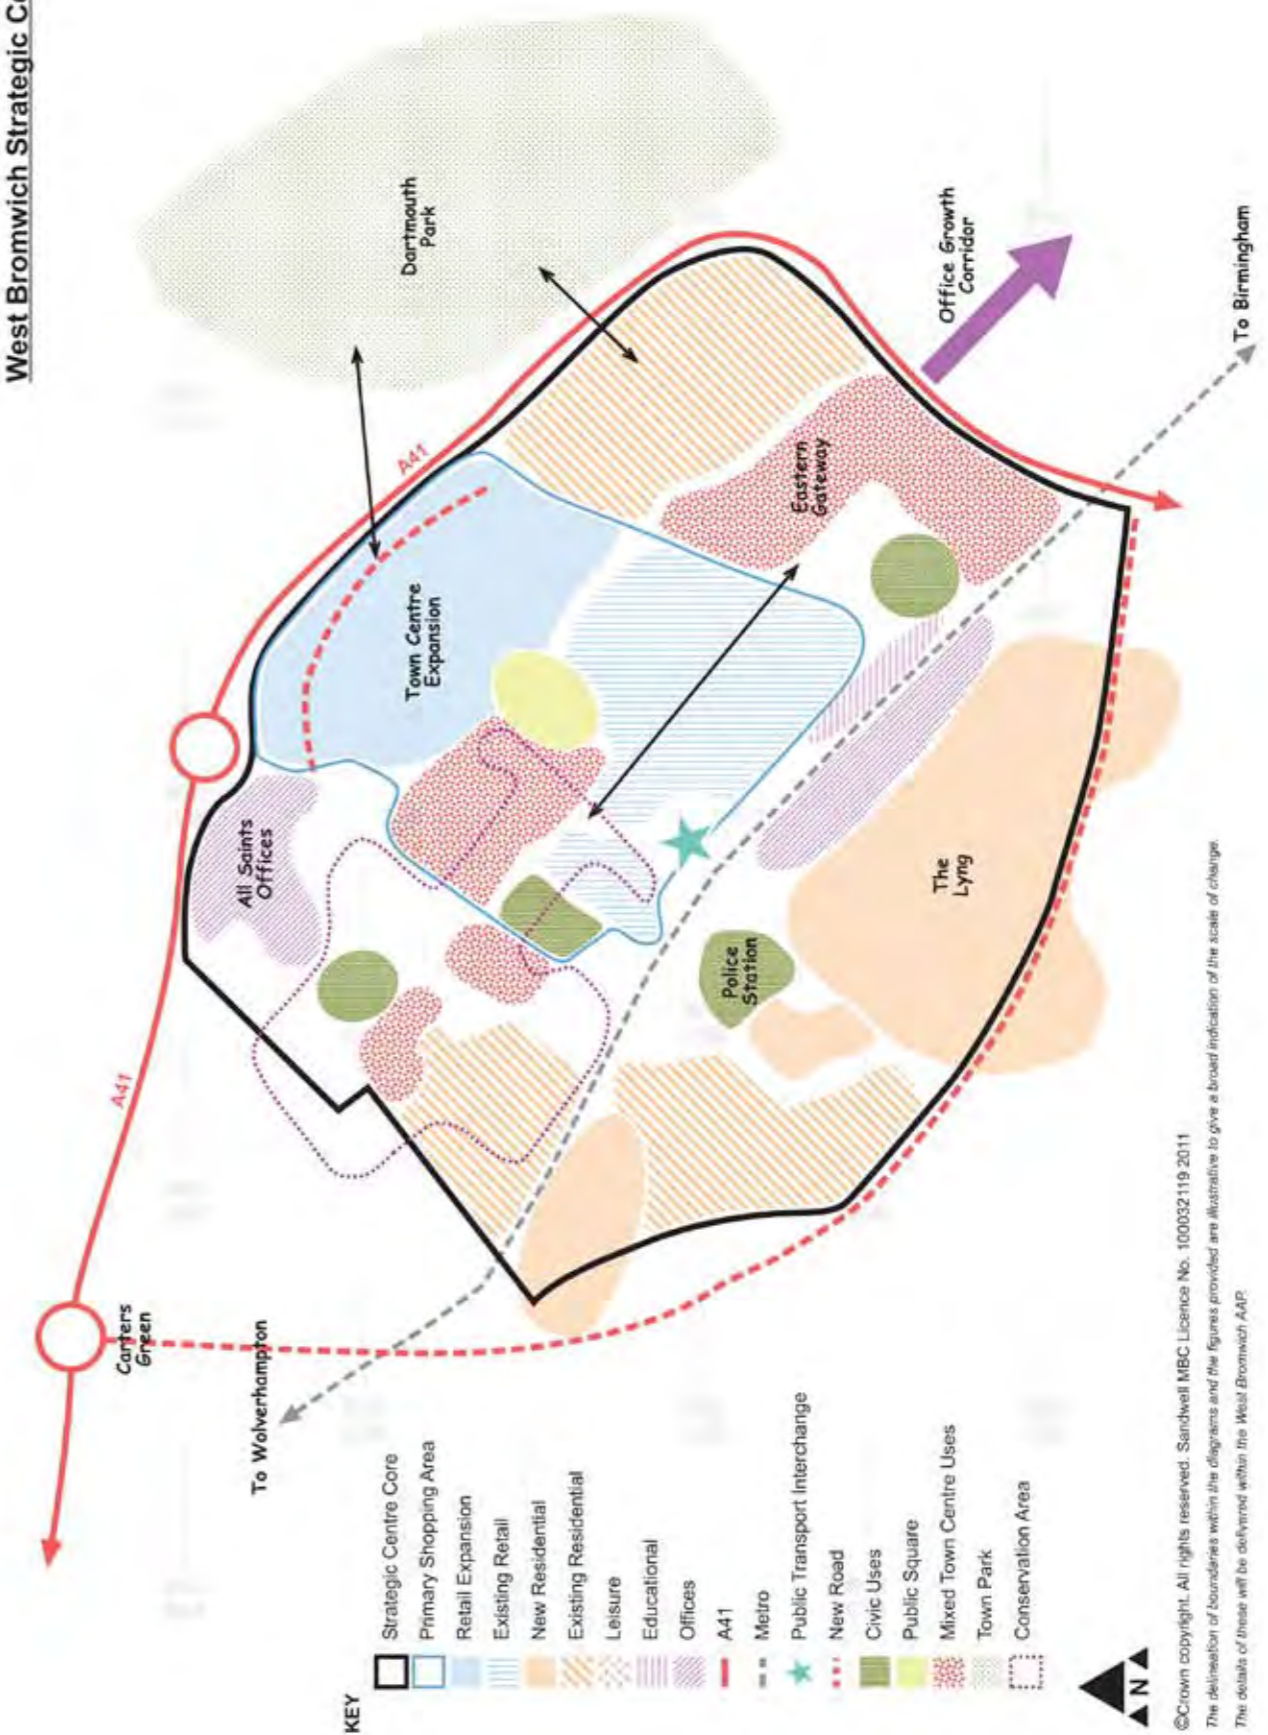 West Bromwich Strategic Co
Dartmouth
Park
A41
Office Growth
Corridor
To Birmingham
Eastern
Gateway
Town Centre
Expansion
All Saints
Offices
The
Lyng
Police
Station
A41
Carters
Green
To Wolverhampton
KEY
Strategic Centre Core
Primary Shopping Area
Retail Expansion
Existing Retail
New Residential
Existing Residential
Leisure
Educational
Offices
A41
Metro
Public Transport Interchange
New Road
Civic Uses
Public Square
Mixed Town Centre Uses
Town Park
Conservation Area
N
©Crown copyright. All rights reserved. Sandwell MBC Licence No. 100032119 2011
The delineation of boundaries within the diagrams and the figures provided are illustrative to give a broad indication of the scale of change.
The details of these will be delivered within the West Bromwich AAP.